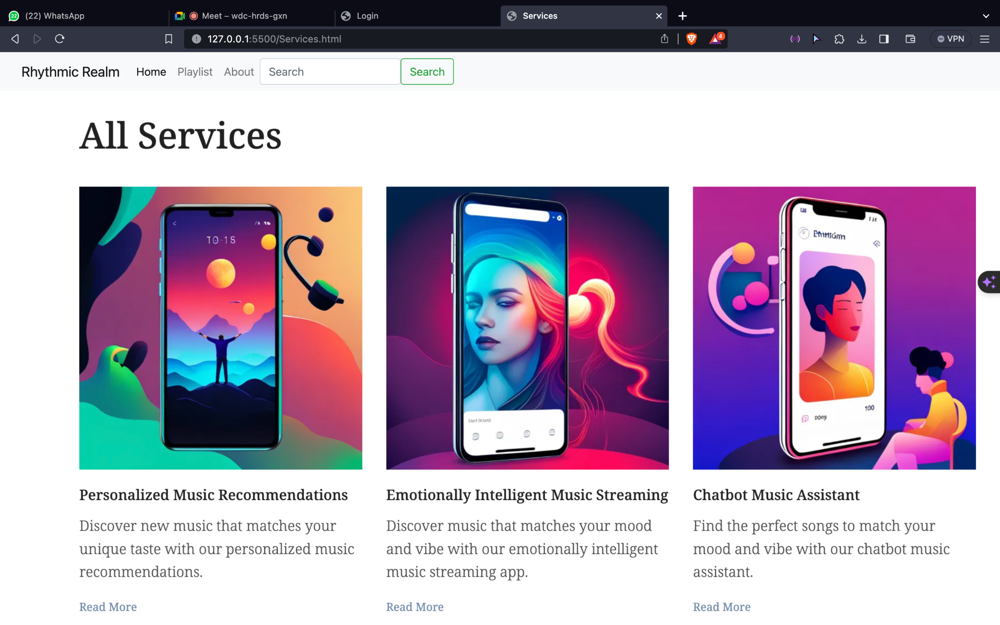 22 (22) WhatsApp
Meet – wdc-hrds-gxn
Login
Services
127.0.0.1:5500/Services.html
4
VPN
Rhythmic Realm Home Playlist About Search Search
All Services
100
Personalized Music Recommendations
Discover new music that matches your
unique taste with our personalized music
recommendations.
Read More
Emotionally Intelligent Music Streaming
Discover music that matches your mood
and vibe with our emotionally intelligent
music streaming app.
Read More
Chatbot Music Assistant
Find the perfect songs to match your
mood and vibe with our chatbot music
assistant.
Read More